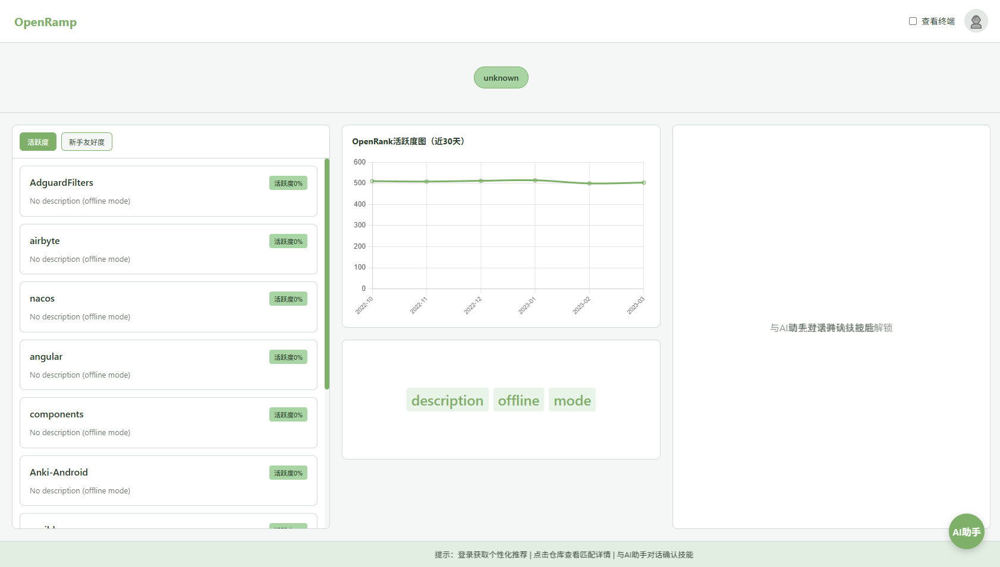 OpenRamp
查看终端
unknown
活跃度
新手友好度
AdguardFilters
活跃度0%
No description (offline mode)
airbyte
活跃度0%
No description (offline mode)
nacos
活跃度0%
No description (offline mode)
angular
活跃度0%
No description (offline mode)
components
活跃度0%
No description (offline mode)
Anki-Android
活跃度0%
No description (offline mode)
OpenRank活跃度图（近30天）
600
500
400
300
200
100
0
2022-10
2022-11
2022-12
2023-01
2023-02
2023-03
description offline mode
与AI
解锁
AI助手
提示：登录获取个性化推荐 | 点击仓库查看匹配详情 | 与AI助手对话确认技能